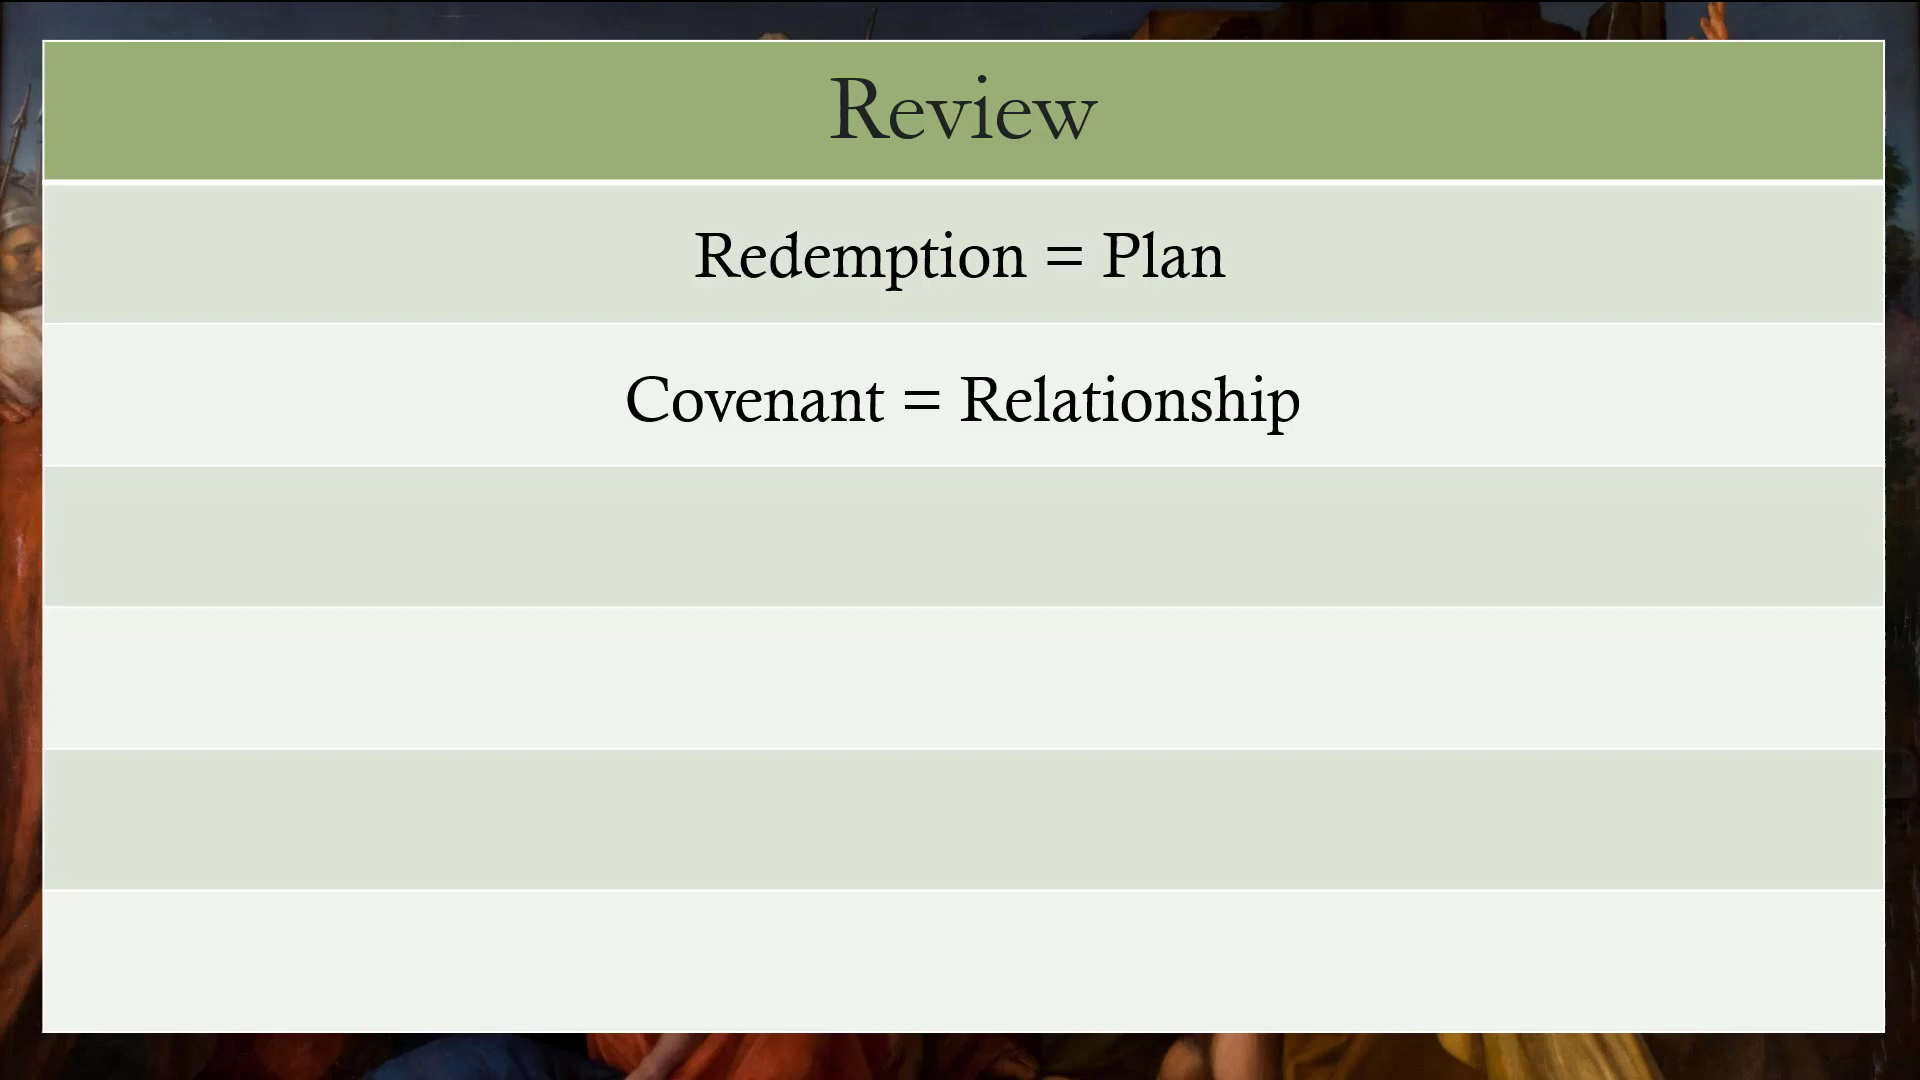 Review
Redemption = Plan
Covenant = Relationship